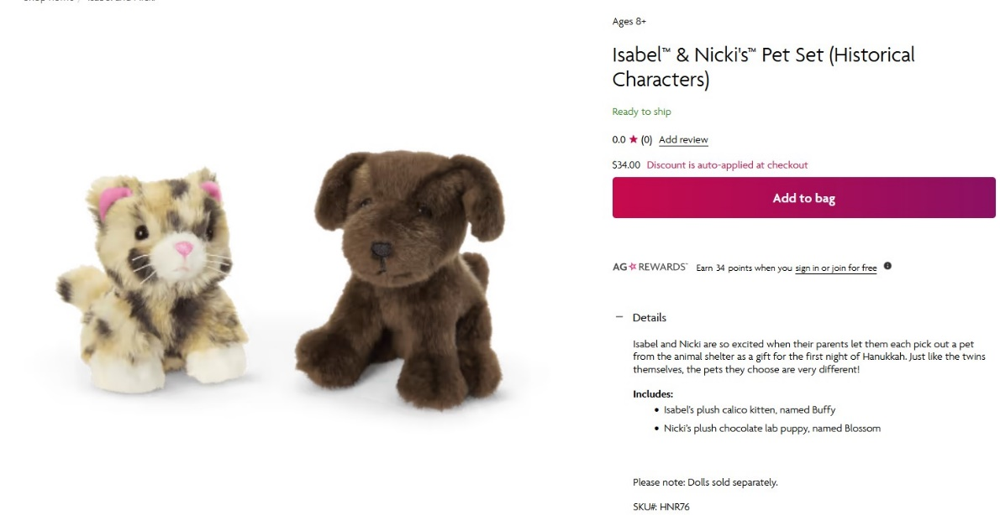 Ages 8+
Isabel™ & Nicki's™ Pet Set (Historical
Characters)
Ready to ship
0.0 ★ (0) Add review
$34.00 Discount is auto-applied at checkout
Add to bag
AG☆REWARDS™ Earn 34 points when you sign in or join for free
– Details
Isabel and Nicki are so excited when their parents let them each pick out a pet
from the animal shelter as a gift for the first night of Hanukkah. Just like the twins
themselves, the pets they choose are very different!
Includes:
• Isabel's plush calico kitten, named Buffy
• Nicki's plush chocolate lab puppy, named Blossom
Please note: Dolls sold separately.
SKU#: HNR76